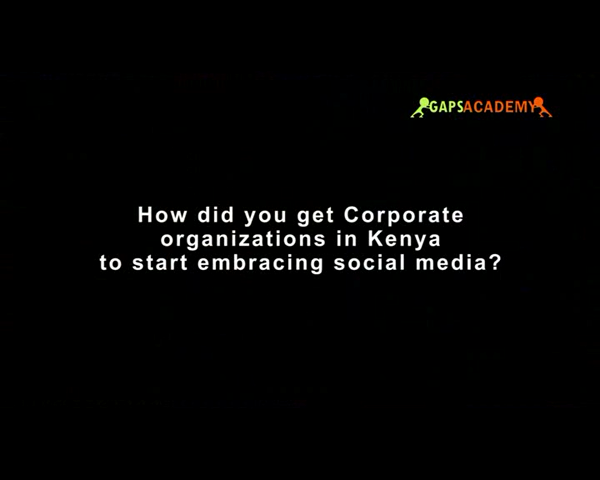 GAPSACADEMY
How did you get Corporate
organizations in Kenya
to start embracing social media?